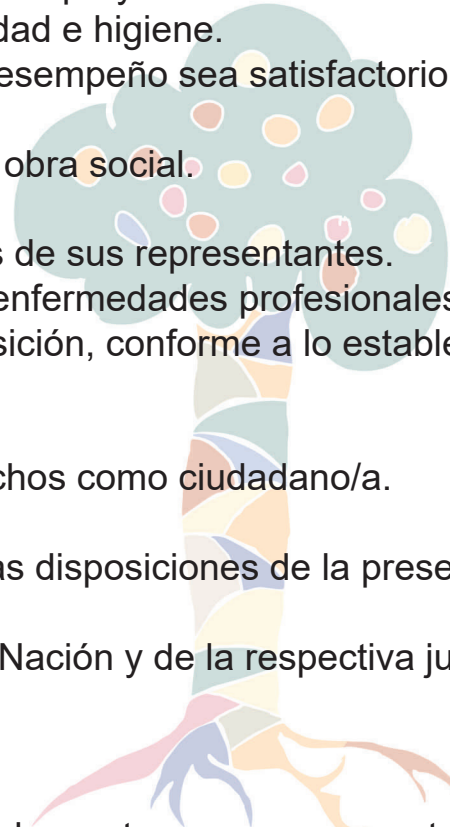 dad e higiene.
esempeño sea satisfactorio
obra social.
s de sus representantes.
enfermedades profesionales
sición, conforme a lo estable
chos como ciudadano/a.
as disposiciones de la prese
Nación y de la respectiva ju